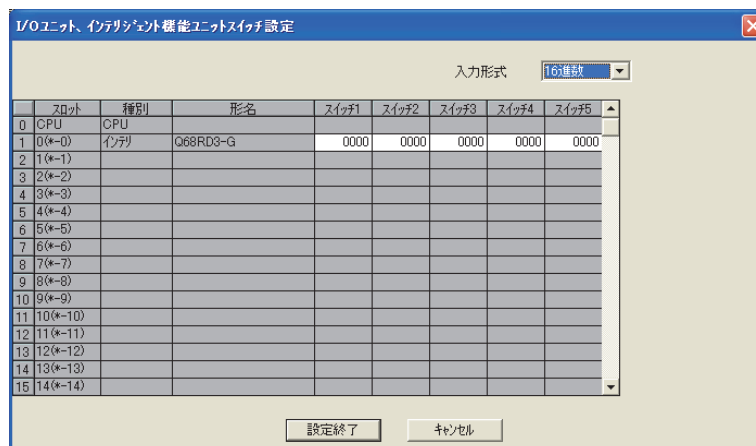 I/Oユニット、インテリジェント機能ユニットスイッチ設定
入力形式 16進数
スロット 種別 形名 スイッチ1 スイッチ2 スイッチ3 スイッチ4 スイッチ5
0 CPU CPU
1 0(*-0) インテリ Q68RD3-G 0000 0000 0000 0000 0000
2 1(*-1)
3 2(*-2)
4 3(*-3)
5 4(*-4)
6 5(*-5)
7 6(*-6)
8 7(*-7)
9 8(*-8)
10 9(*-9)
11 10(*-10)
12 11(*-11)
13 12(*-12)
14 13(*-13)
15 14(*-14)
設定終了 キャンセル